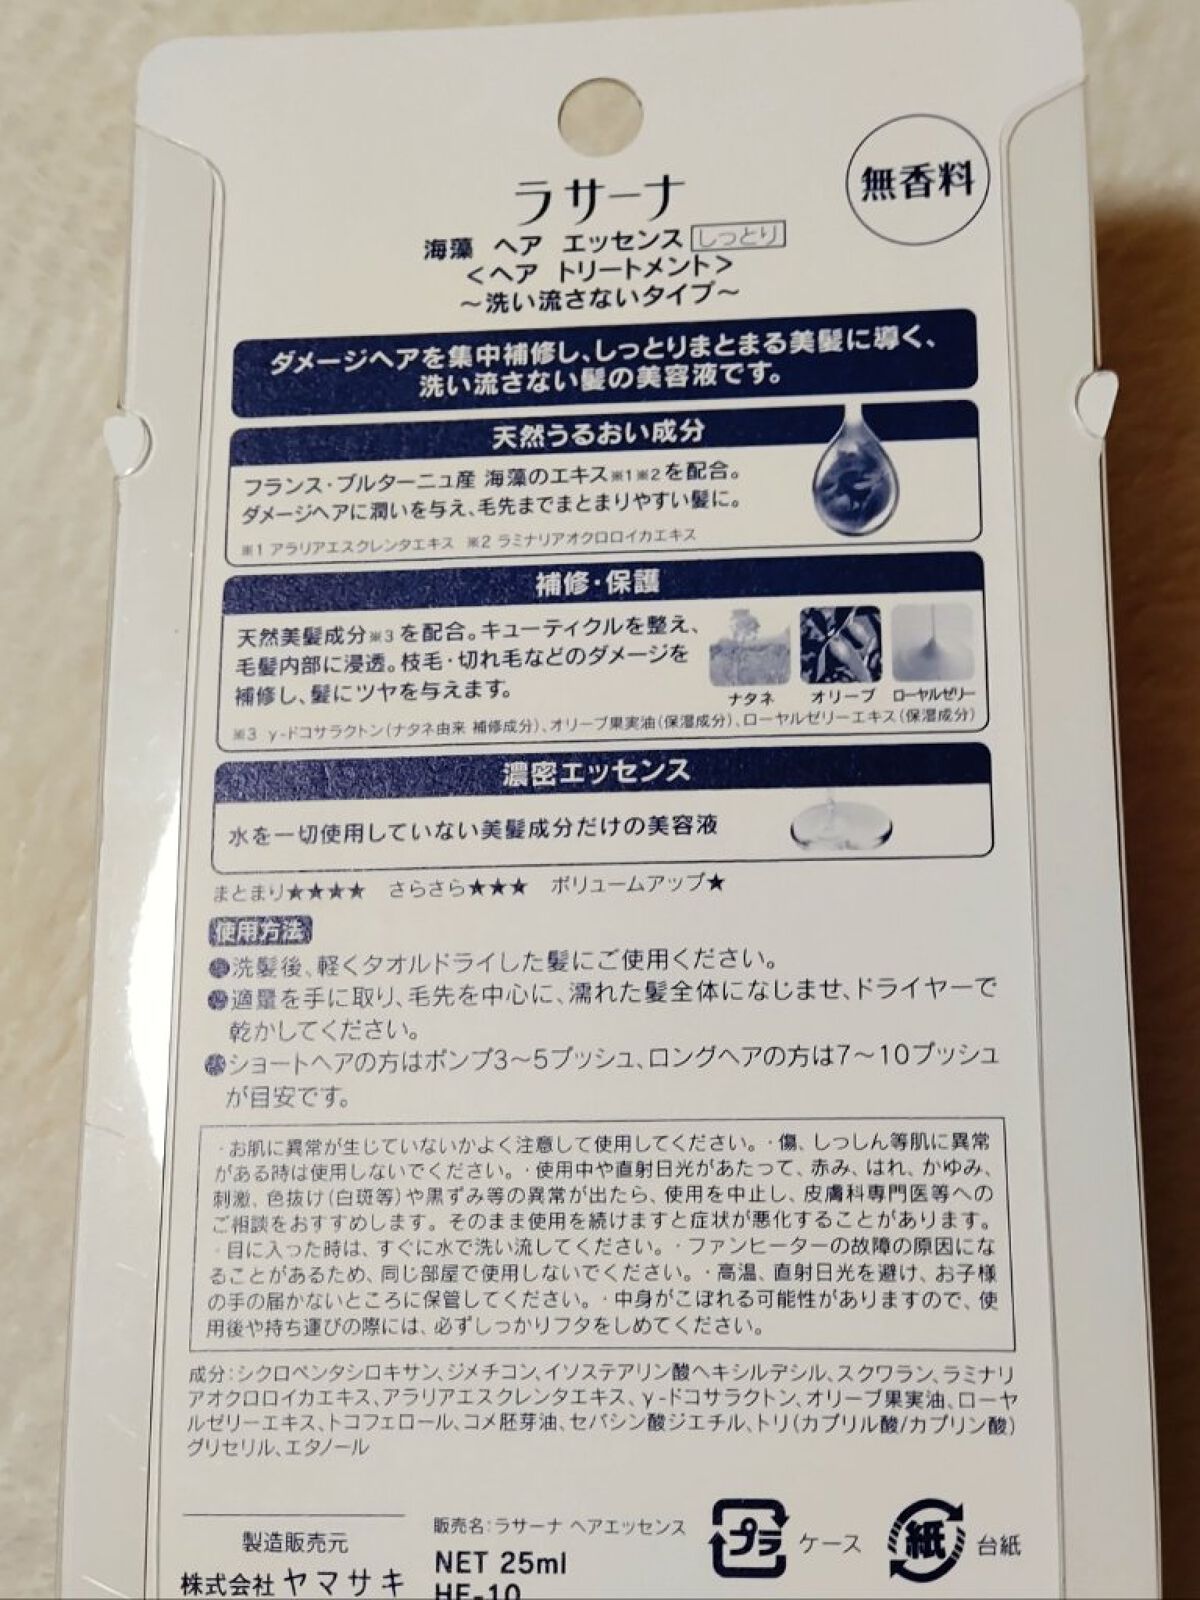 無香料
ラサーナ
海藻 ヘア エッセンス しっとり
<ヘア トリートメント>
~洗い流さないタイプ~
ダメージヘアを集中補修し、しっとりまとまる美髪に導く、
洗い流さない髪の美容液です。
天然うるおい成分
フランス・ブルターニュ産 海藻のエキス※1※2を配合。
ダメージヘアに潤いを与え、毛先までまとまりやすい髪に。
※1 アラリアエスクレンタエキス ※2 ラミナリアオクロロイカエキス
補修・保護
天然美髪成分※3を配合。キューティクルを整え、
毛髪内部に浸透。枝毛・切れ毛などのダメージを
補修し、髪にツヤを与えます。
ナタネ オリーブ ローヤルゼリー
※3 γ-ドコサラクトン(ナタネ由来 補修成分)、オリーブ果実油(保湿成分)、ローヤルゼリーエキス(保湿成分)
濃密エッセンス
水を一切使用していない美髪成分だけの美容液
まとまり★★★★ さらさら★★★ ボリュームアップ★
使用方法
●洗髪後、軽くタオルドライした髪にご使用ください。
●適量を手に取り、毛先を中心に、濡れた髪全体になじませ、ドライヤーで
乾かしてください。
●ショートヘアの方はポンプ3~5プッシュ、ロングヘアの方は7~10プッシュ
が目安です。
・お肌に異常が生じていないかよく注意して使用してください。・傷、しっしん等肌に異常
がある時は使用しないでください。・使用中や直射日光があたって、赤み、はれ、かゆみ、
刺激、色抜け(白斑等)や黒ずみ等の異常が出たら、使用を中止し、皮膚科専門医等への
ご相談をおすすめします。そのまま使用を続けますと症状が悪化することがあります。
・目に入った時は、すぐに水で洗い流してください。・ファンヒーターの故障の原因にな
ることがあるため、同じ部屋で使用しないでください。・高温、直射日光を避け、お子様
の手の届かないところに保管してください。・中身がこぼれる可能性がありますので、使
用後や持ち運びの際には、必ずしっかりフタをしめてください。
成分:シクロペンタシロキサン、ジメチコン、イソステアリン酸ヘキシルデシル、スクワラン、ラミナリ
アオクロロイカエキス、アラリアエスクレンタエキス、γ-ドコサラクトン、オリーブ果実油、ローヤ
ルゼリーエキス、トコフェロール、コメ胚芽油、セバシン酸ジエチル、トリ(カプリル酸/カプリン酸)
グリセリル、エタノール
製造販売元
株式会社 ヤマサキ
販売名:ラサーナ ヘアエッセンス
NET 25ml
HE-10
プラ ケース
紙 台紙